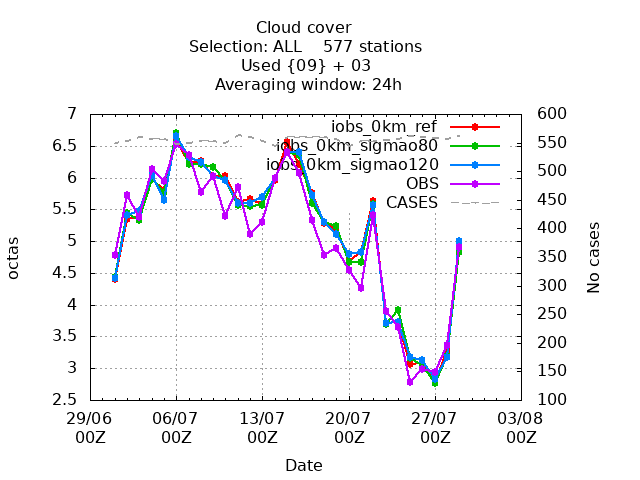 Cloud cover
Selection: ALL    577 stations
Used {09} + 03
Averaging window: 24h
7
6.5
6
5.5
5
4.5
4
3.5
3
2.5
octas
600
550
500
450
400
350
300
250
200
150
100
No cases
iobs_0km_ref
iobs_0km_sigmao80
iobs_0km_sigmao120
OBS
CASES
29/06 06/07 13/07 20/07 27/07 03/08
00Z 00Z 00Z 00Z 00Z 00Z
Date